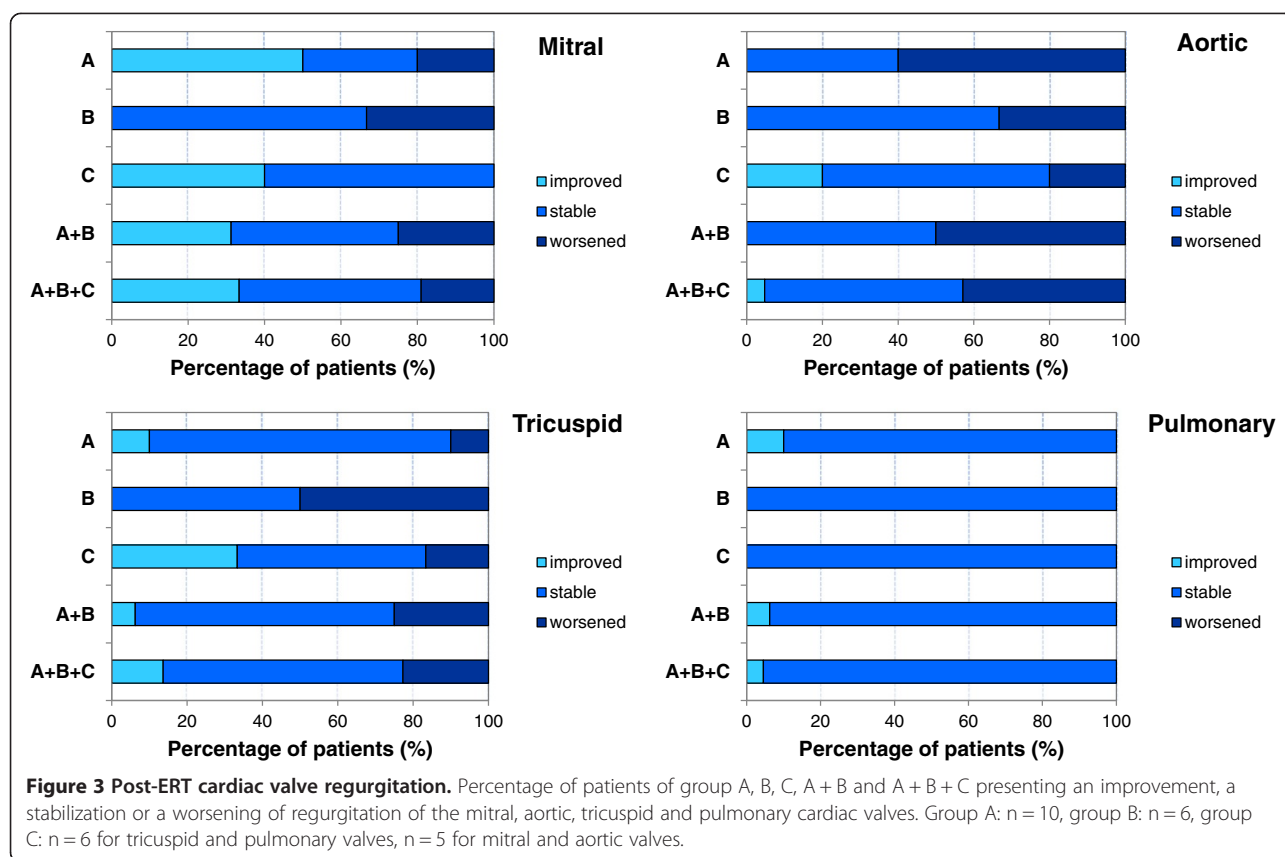 Mitral
A
B
C
A+B
A+B+C
improved
stable
worsened
0 20 40 60 80 100
Percentage of patients (%)
Aortic
A
B
C
A+B
A+B+C
improved
stable
worsened
0 20 40 60 80 100
Percentage of patients (%)
Tricuspid
A
B
C
A+B
A+B+C
improved
stable
worsened
0 20 40 60 80 100
Percentage of patients (%)
Pulmonary
A
B
C
A+B
A+B+C
improved
stable
worsened
0 20 40 60 80 100
Percentage of patients (%)
Figure 3 Post-ERT cardiac valve regurgitation. Percentage of patients of group A, B, C, A + B and A + B + C presenting an improvement, a
stabilization or a worsening of regurgitation of the mitral, aortic, tricuspid and pulmonary cardiac valves. Group A: n = 10, group B: n = 6, group
C: n = 6 for tricuspid and pulmonary valves, n = 5 for mitral and aortic valves.